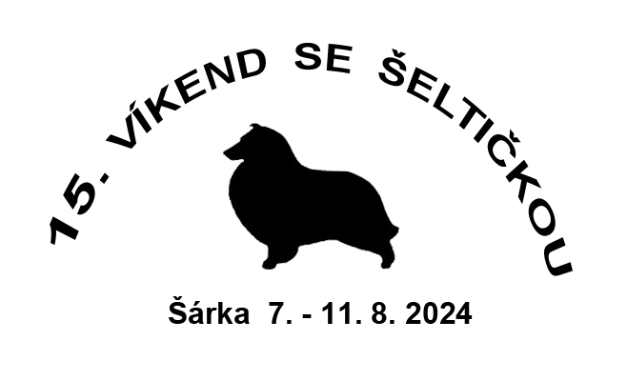 15. VÍKEND SE ŠELTIČKOU
Šárka 7. - 11. 8. 2024